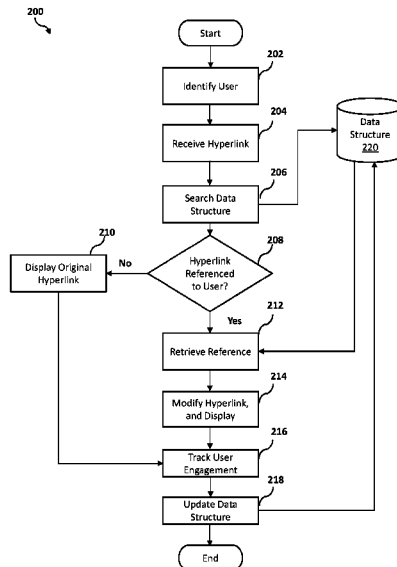 200
Start
202
Identify User
204
Receive Hyperlink
Data
Structure
220
206
Search Data
Structure
208
210
Display Original
Hyperlink
No
Hyperlink
Referenced
to User?
212
Yes
Retrieve Reference
214
Modify Hyperlink,
and Display
216
Track User
Engagement
218
Update Data
Structure
End